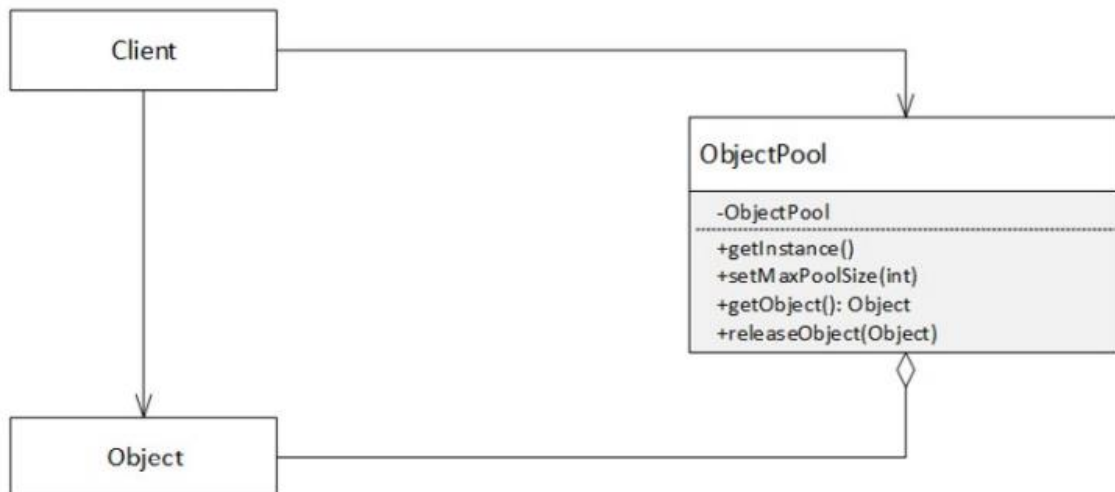 Client
ObjectPool
-ObjectPool
+getInstance()
+setMaxPoolSize(int)
+getObject(): Object
+releaseObject(Object)
Object